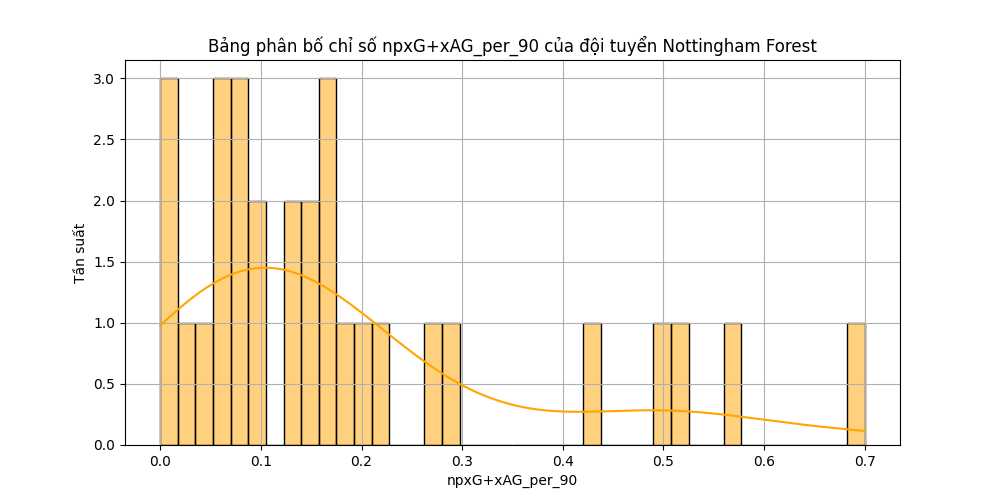 Bảng phân bố chỉ số npxG+xAG_per_90 của đội tuyển Nottingham Forest
3.0
2.5
2.0
1.5
1.0
0.5
0.0
Tần suất
0.0 0.1 0.2 0.3 0.4 0.5 0.6 0.7
npxG+xAG_per_90